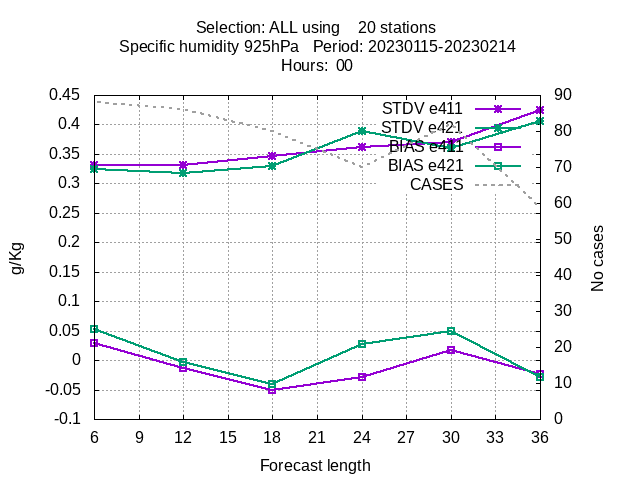 Selection: ALL using    20 stations
Specific humidity 925hPa   Period: 20230115-20230214
Hours:  00
0.45
0.4
0.35
0.3
0.25
0.2
0.15
0.1
0.05
0
-0.05
-0.1
g/Kg
STDV e411
STDV e421
BIAS e411
BIAS e421
CASES
90
80
70
60
50
40
30
20
10
0
No cases
6 9 12 15 18 21 24 27 30 33 36
Forecast length